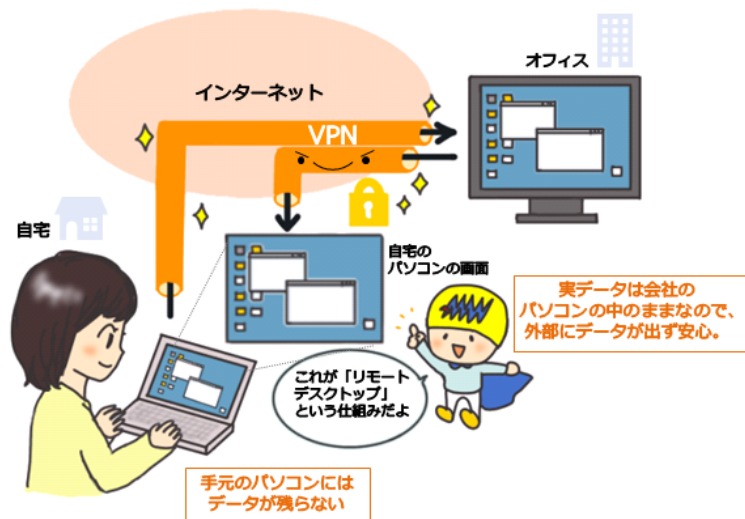 オフィス
インターネット
VPN
自宅
自宅の
パソコンの画面
実データは会社の
パソコンの中のままなので、
外部にデータが出ず安心。
これが「リモート
デスクトップ」
という仕組みだよ
手元のパソコンには
データが残らない